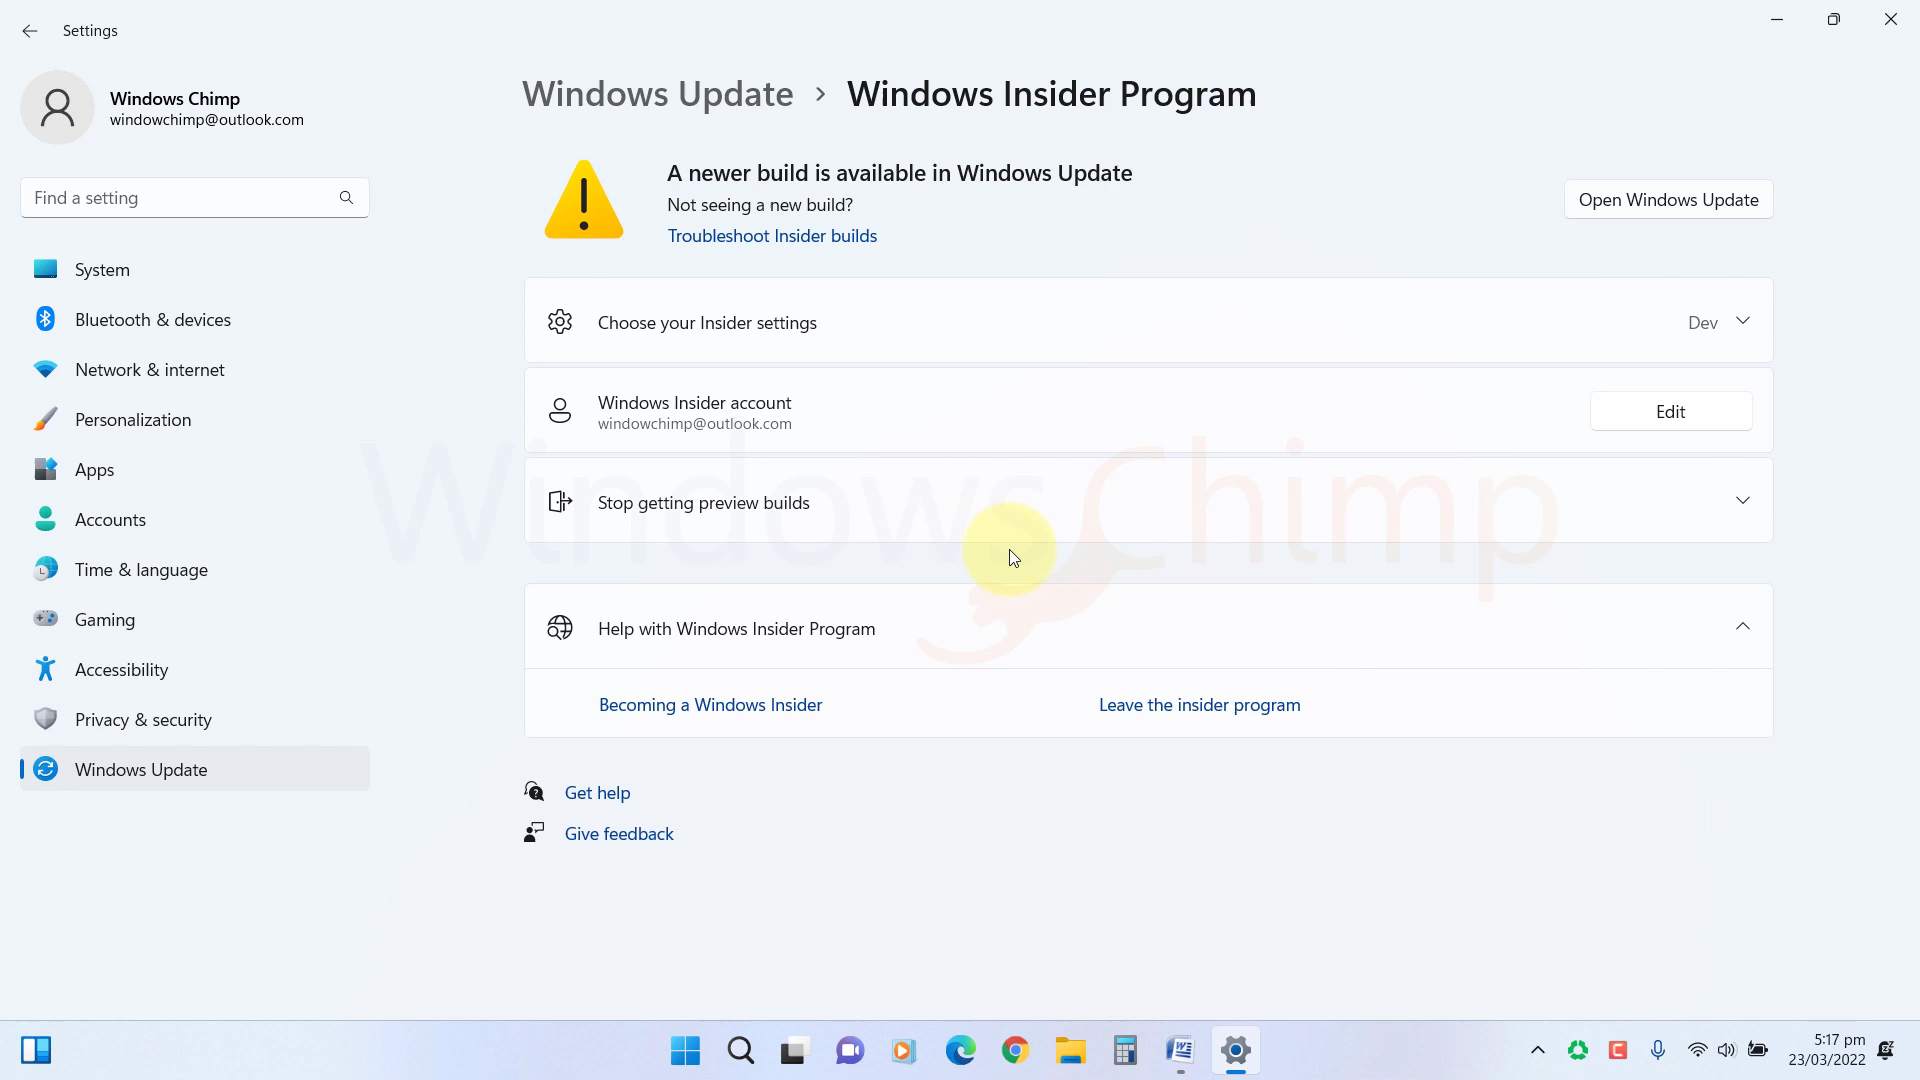 Settings
Windows Chimp
windowchimp@outlook.com
Find a setting
System
Bluetooth & devices
Network & internet
Personalization
Apps
Accounts
Time & language
Gaming
Accessibility
Privacy & security
Windows Update
Windows Update > Windows Insider Program
A newer build is available in Windows Update
Not seeing a new build?
Troubleshoot Insider builds
Open Windows Update
Choose your Insider settings
Dev
Windows Insider account
windowchimp@outlook.com
Edit
Stop getting preview builds
WindowsChimp
Help with Windows Insider Program
Becoming a Windows Insider
Leave the insider program
Get help
Give feedback
5:17 pm
23/03/2022